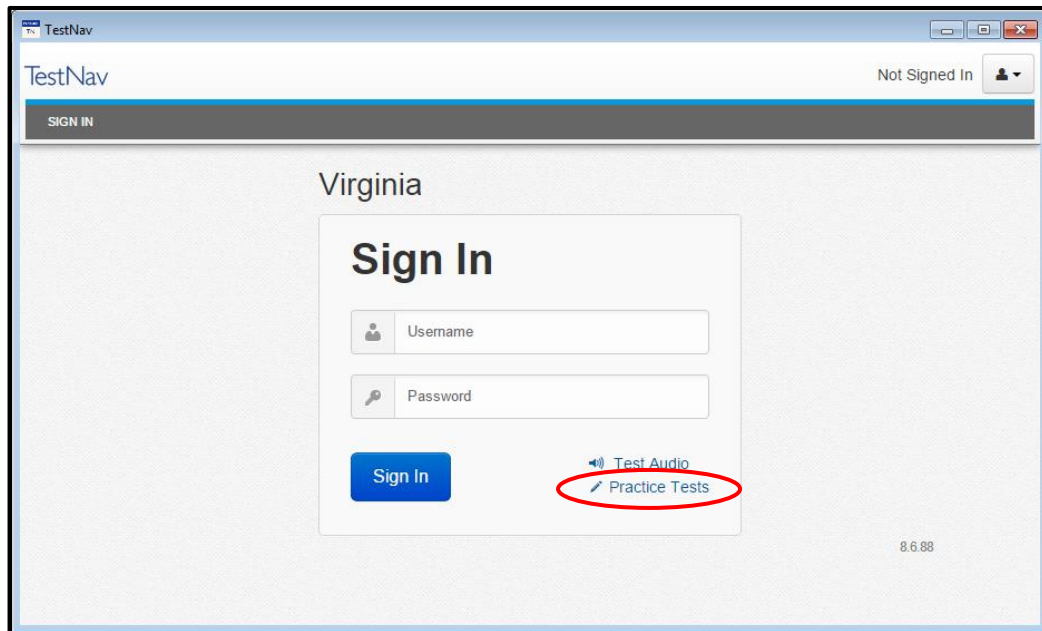 TestNav
TestNav
Not Signed In
SIGN IN
Virginia
Sign In
Username
Password
Sign In
Test Audio
Practice Tests
8.6.88